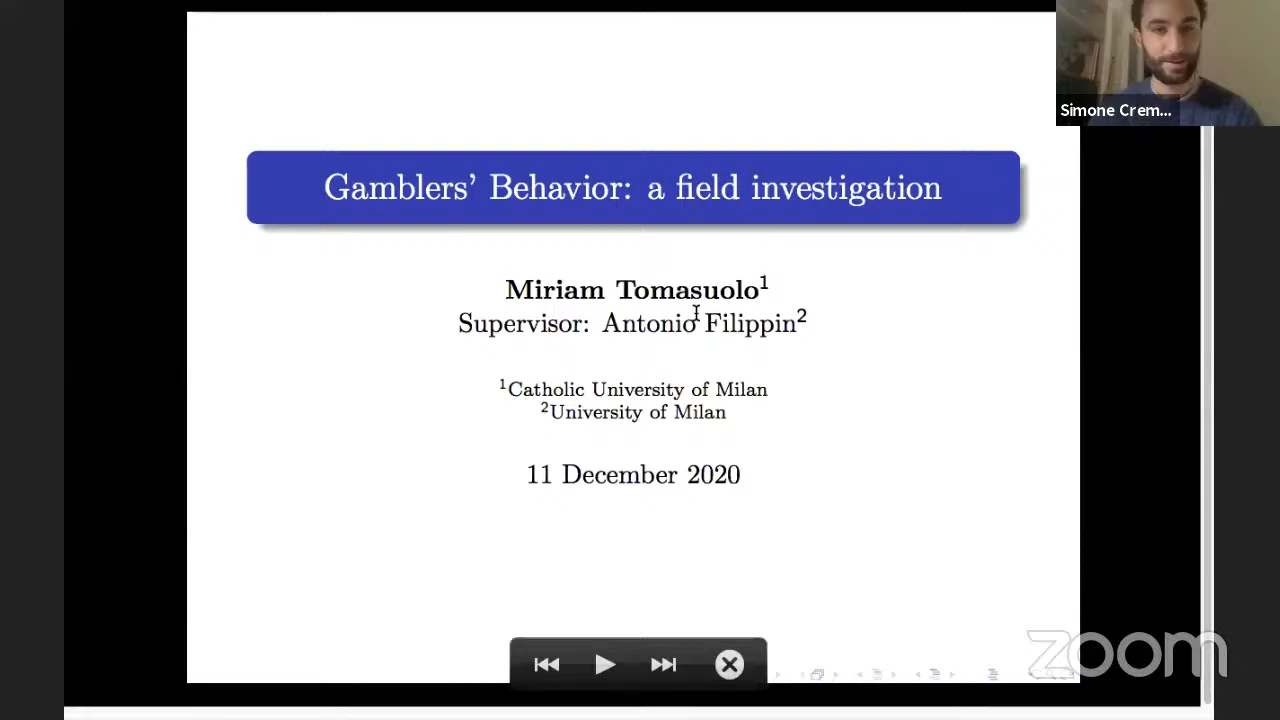 Simone Crem...
Gamblers' Behavior: a field investigation
Miriam Tomasuolo¹
Supervisor: Antonio Filippin²
¹Catholic University of Milan
²University of Milan
11 December 2020
zoom